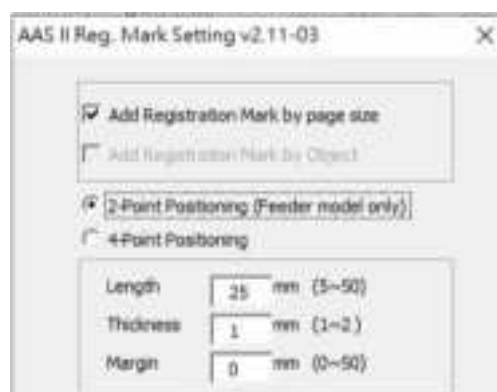 AAS II Reg. Mark Setting v2.11-03
Add Registration Mark by page size
Add Registration Mark by Object
2-Point Positioning (Feeder model only)
4-Point Positioning
Length 25 mm (5~50)
Thickness 1 mm (1~2)
Margin 0 mm (0~50)